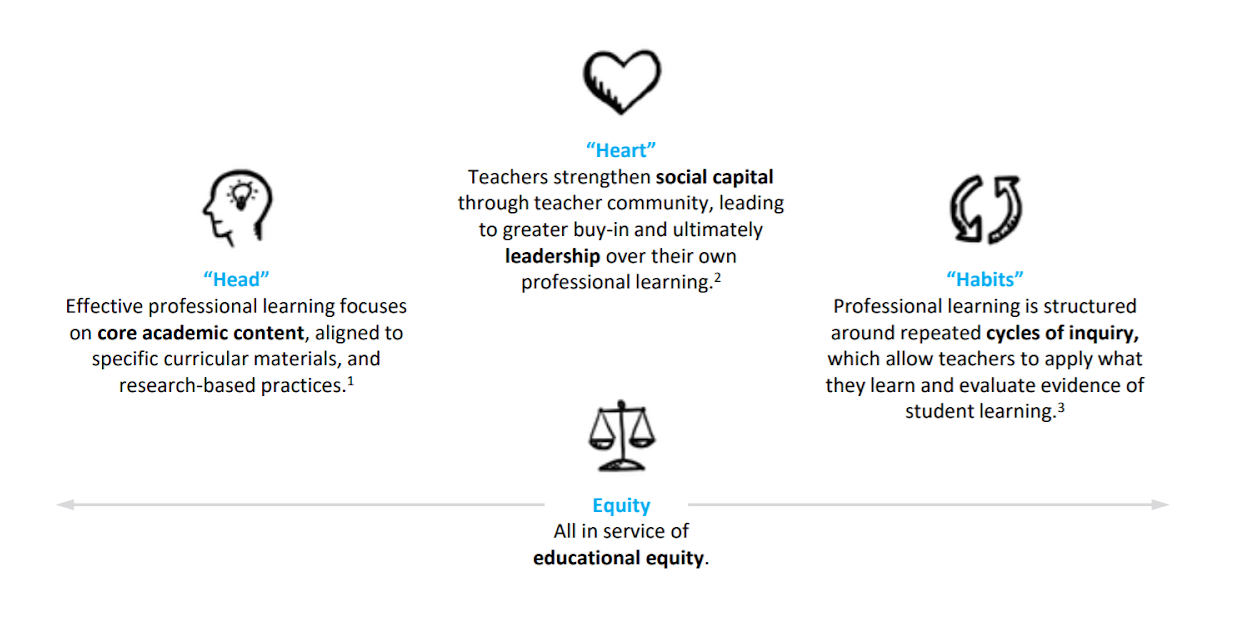 “Heart”
Teachers strengthen social capital
through teacher community, leading
to greater buy-in and ultimately
leadership over their own
professional learning.²
“Head”
Effective professional learning focuses
on core academic content, aligned to
specific curricular materials, and
research-based practices.¹
“Habits”
Professional learning is structured
around repeated cycles of inquiry,
which allow teachers to apply what
they learn and evaluate evidence of
student learning.³
Equity
All in service of
educational equity.